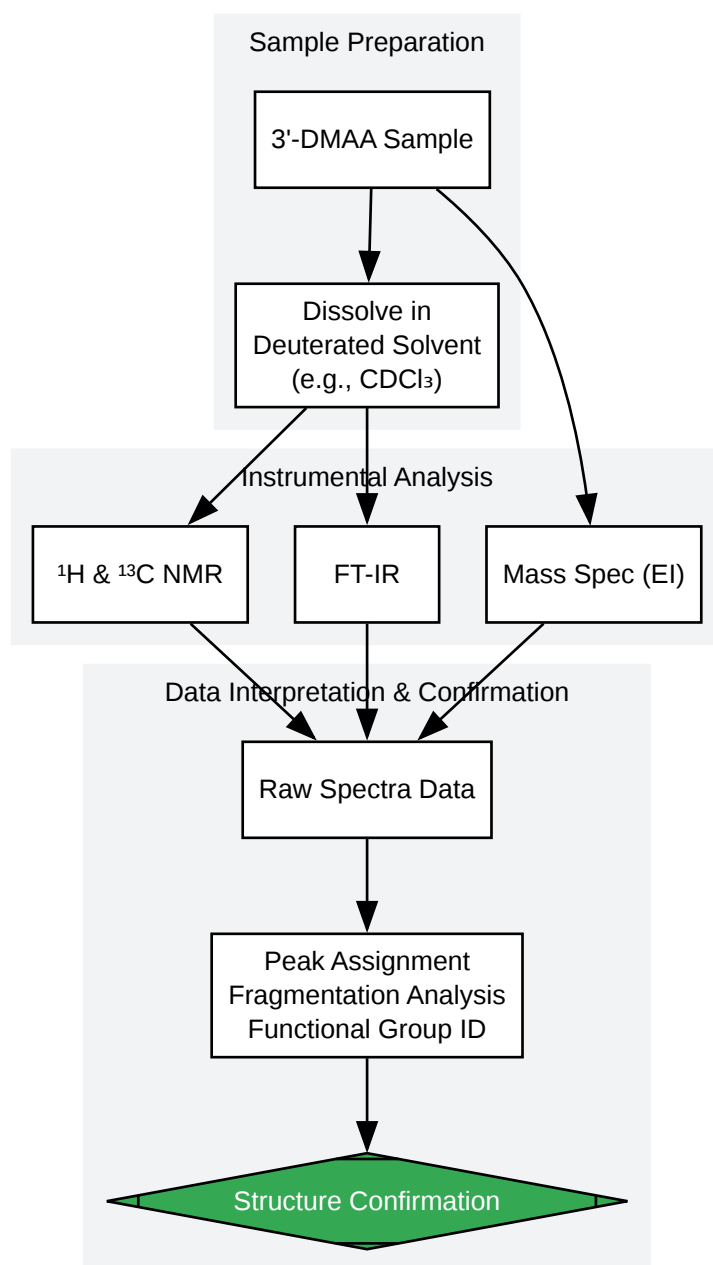 Sample Preparation
3'-DMAA Sample
Dissolve in
Deuterated Solvent
(e.g., CDCl₃)
Instrumental Analysis
¹H & ¹³C NMR
FT-IR
Mass Spec (EI)
Data Interpretation & Confirmation
Raw Spectra Data
Peak Assignment
Fragmentation Analysis
Functional Group ID
Structure Confirmation